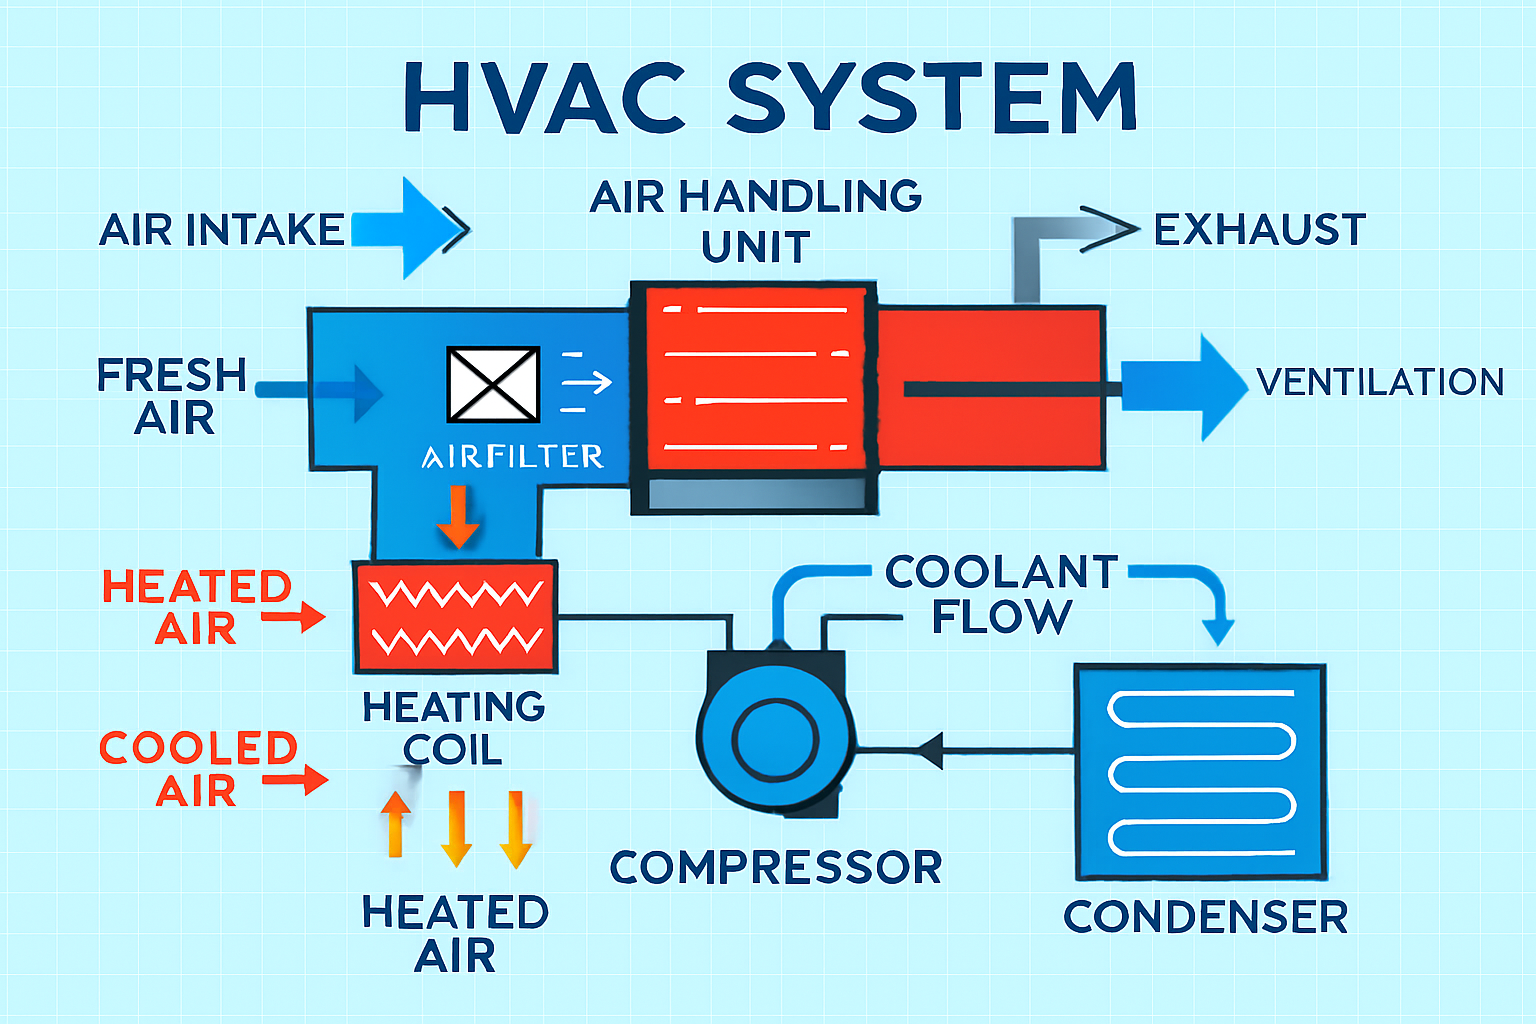 HVAC SYSTEM
AIR INTAKE
AIR HANDLING
UNIT
EXHAUST
FRESH
AIR
AIRFILTER
VENTILATION
HEATED
AIR
COOLANT
FLOW
HEATING
COIL
COOLED
AIR
COMPRESSOR
CONDENSER
HEATED
AIR